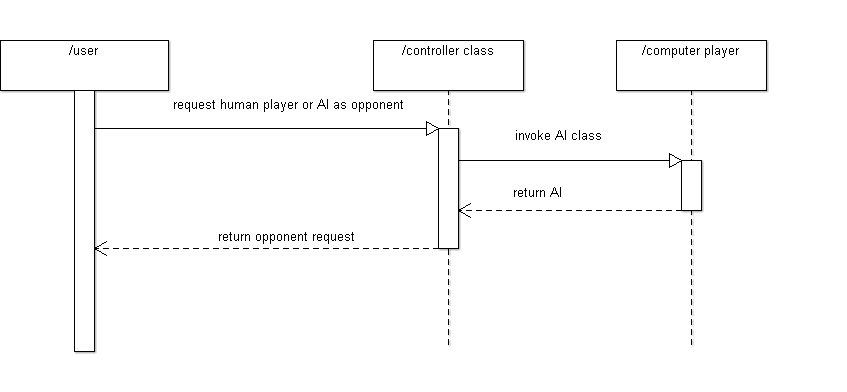 /user
/controller class
/computer player
request human player or AI as opponent
invoke AI class
return AI
return opponent request